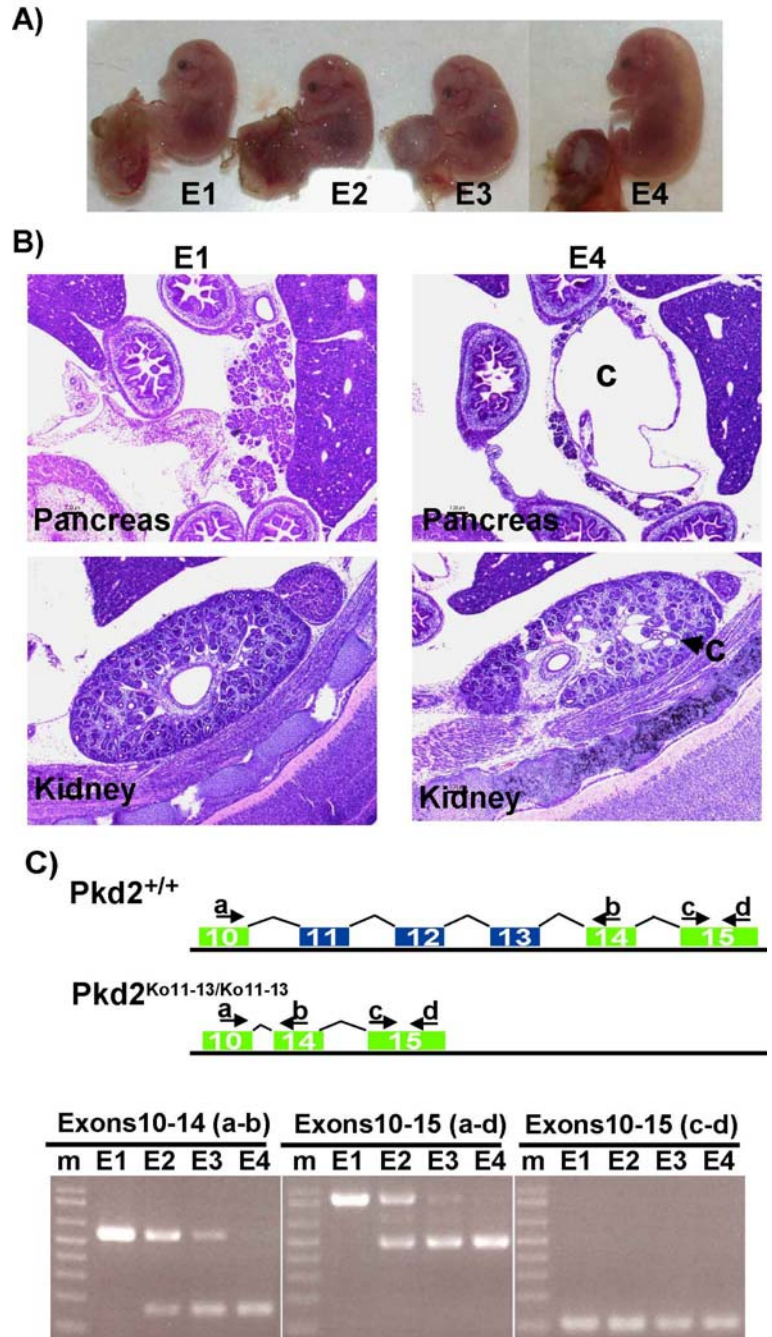 A)
E1 E2 E3 E4
B)
E1 E4
C
Pancreas Pancreas
C
Kidney Kidney
C)
Pkd2+/+
a b c d
10 11 12 13 14 15
Pkd2Ko11-13/Ko11-13
a b c d
10 14 15
Exons10-14 (a-b) Exons10-15 (a-d) Exons10-15 (c-d)
m E1 E2 E3 E4 m E1 E2 E3 E4 m E1 E2 E3 E4